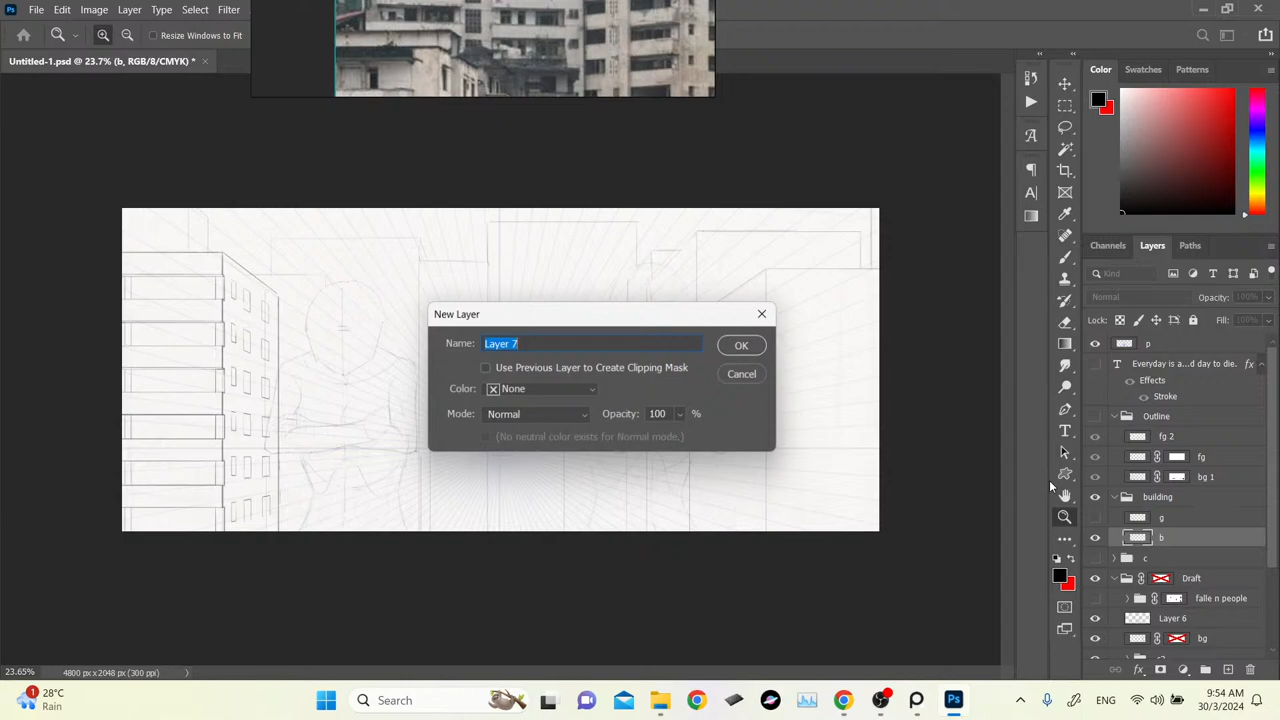 Ps File Edit Image Layer Type Select Filter
Resize Windows to Fit
Untitled-1.psd @ 23.7% (b, RGB/8/CMYK) * ×
Color Swatches Patterns
Channels Layers Paths
Kind
Normal Opacity: 100%
Lock: Fill: 100%
p
T Everyday is a...d day to die.
Effects
Stroke
Outline
fg 2
fg
bg 1
building
g
b
c
Draft
falle n people
Layer 6
bg
New Layer
Name: Layer 7
OK
Use Previous Layer to Create Clipping Mask
Cancel
Color: None
Mode: Normal Opacity: 100 %
(No neutral color exists for Normal mode.)
23.65% 4800 px x 2048 px (300 ppi)
1 28°C
Rain
Search
ENG
9:54 AM
30/3/2024